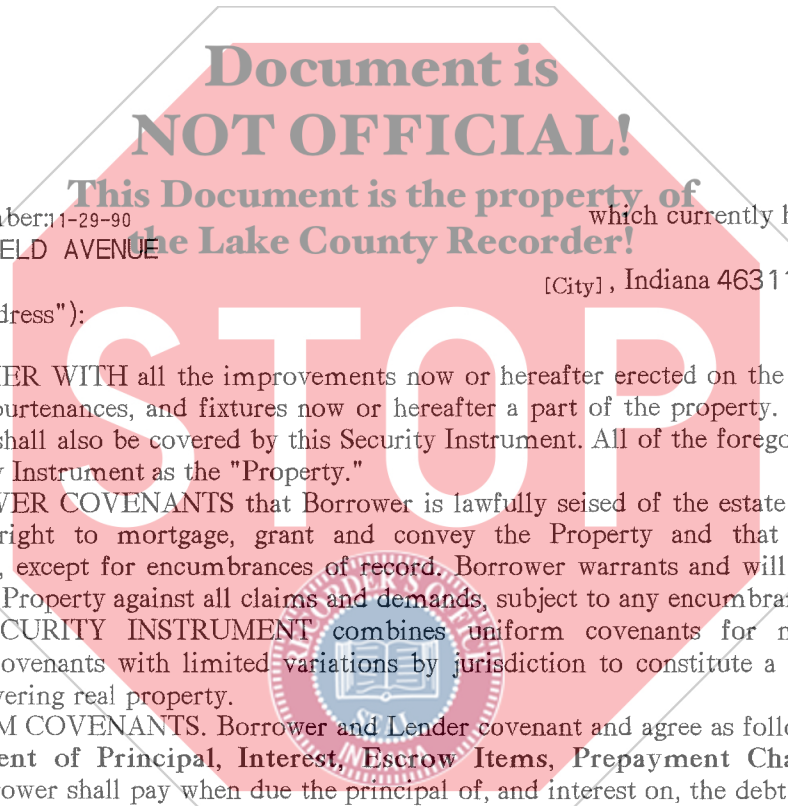 Document is
NOT OFFICIAL!
This Document is the property of
the Lake County Recorder!
STOP
ber:11-29-90 which currently h
ELD AVENUE
[City], Indiana 46311
dress"):
ER WITH all the improvements now or hereafter erected on the
purtenances, and fixtures now or hereafter a part of the property.
shall also be covered by this Security Instrument. All of the forego
Instrument as the "Property."
VER COVENANTS that Borrower is lawfully seised of the estate
right to mortgage, grant and convey the Property and that
, except for encumbrances of record. Borrower warrants and will
Property against all claims and demands, subject to any encumbra
CURITY INSTRUMENT combines uniform covenants for n
ovenants with limited variations by jurisdiction to constitute a
vering real property.
M COVENANTS. Borrower and Lender covenant and agree as follo
ent of Principal, Interest, Escrow Items, Prepayment Cha
rower shall pay when due the principal of, and interest on, the debt
RECORDER'S OFFICE
SEAL
INDIANA